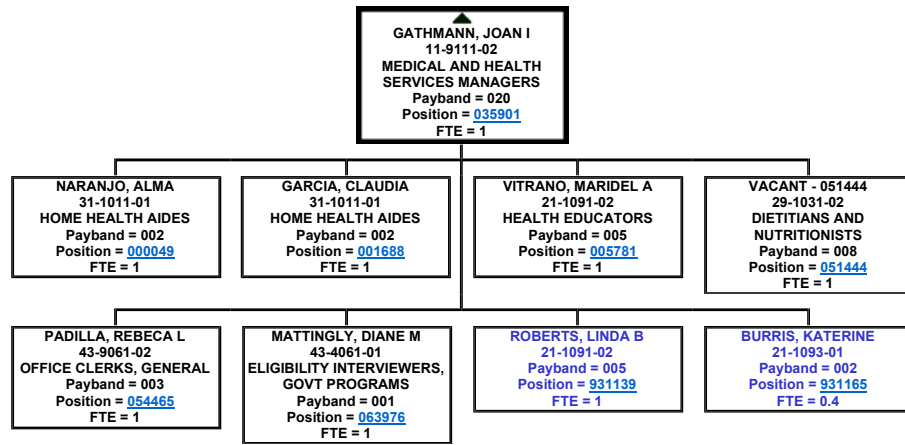 GATHMANN, JOAN I
11-9111-02
MEDICAL AND HEALTH
SERVICES MANAGERS
Payband = 020
Position = 035901
FTE = 1
NARANJO, ALMA
31-1011-01
HOME HEALTH AIDES
Payband = 002
Position = 000049
FTE = 1
GARCIA, CLAUDIA
31-1011-01
HOME HEALTH AIDES
Payband = 002
Position = 001688
FTE = 1
VITRANO, MARIDEL A
21-1091-02
HEALTH EDUCATORS
Payband = 005
Position = 005781
FTE = 1
VACANT - 051444
29-1031-02
DIETITIANS AND
NUTRITIONISTS
Payband = 008
Position = 051444
FTE = 1
PADILLA, REBECA L
43-9061-02
OFFICE CLERKS, GENERAL
Payband = 003
Position = 054465
FTE = 1
MATTINGLY, DIANE M
43-4061-01
ELIGIBILITY INTERVIEWERS,
GOVT PROGRAMS
Payband = 001
Position = 063976
FTE = 1
ROBERTS, LINDA B
21-1091-02
Payband = 005
Position = 931139
FTE = 1
BURRIS, KATERINE
21-1093-01
Payband = 002
Position = 931165
FTE = 0.4